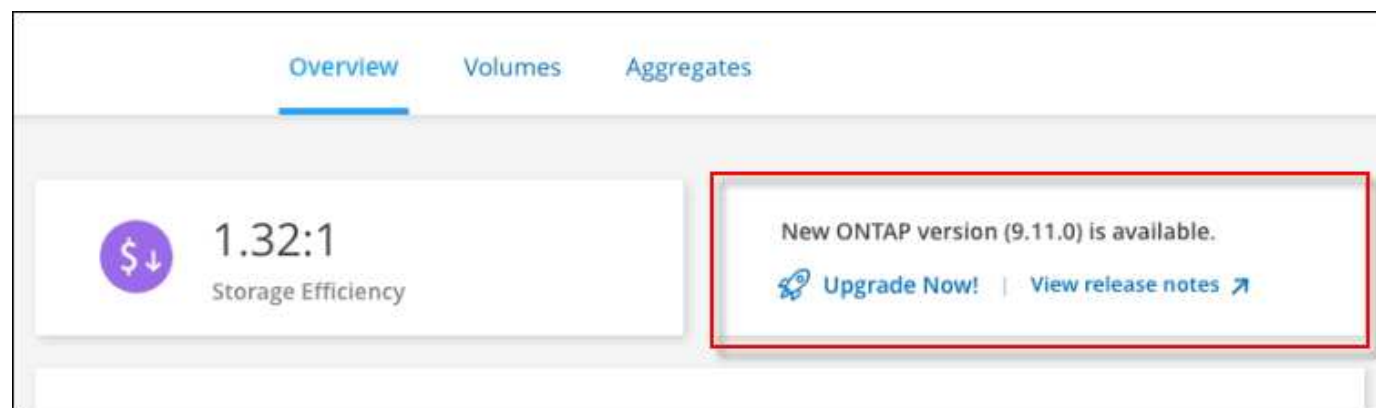 Overview Volumes Aggregates
1.32:1
Storage Efficiency
New ONTAP version (9.11.0) is available.
Upgrade Now! | View release notes